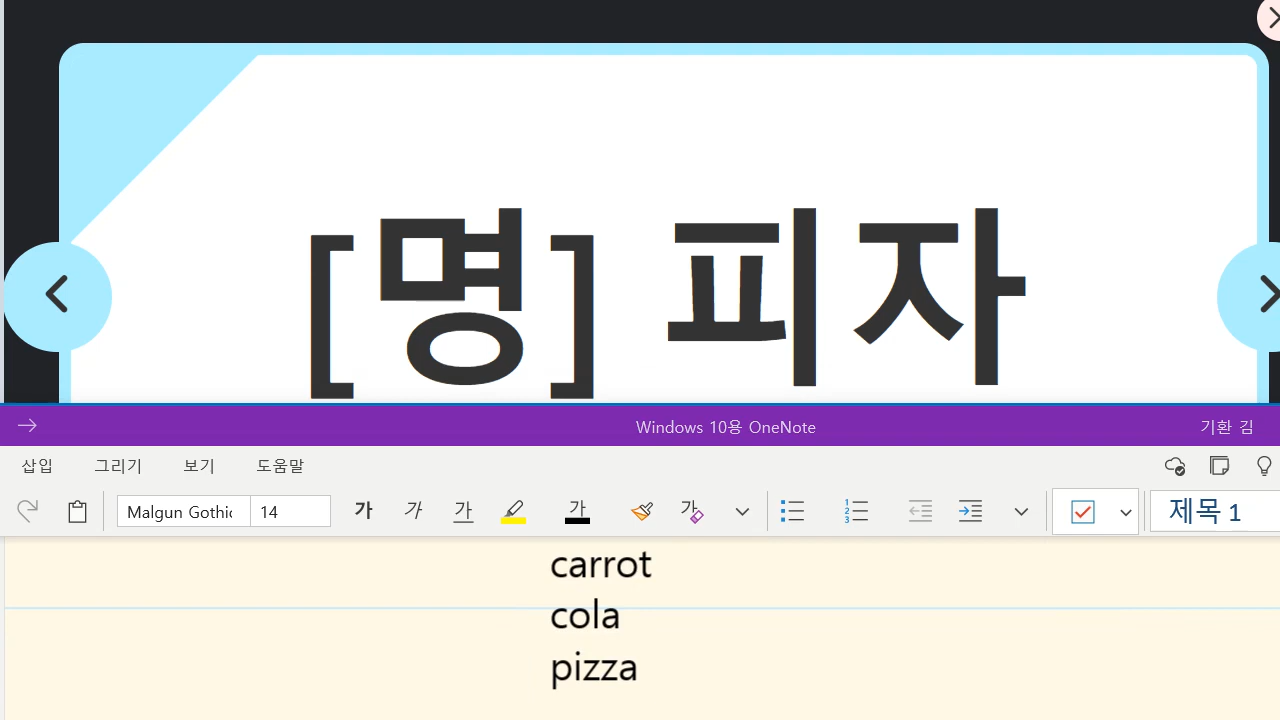 [명] 피자
Windows 10용 OneNote 기환 김
삽입 그리기 보기 도움말
Malgun Gothic 14 가 가 가 가 가 제목 1
carrot
cola
pizza